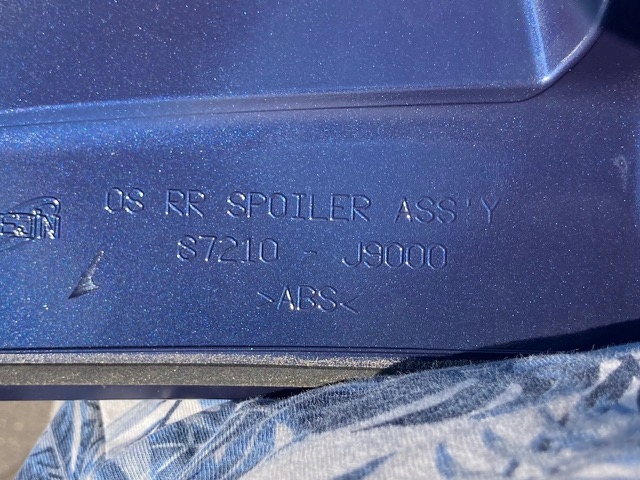 OS RR SPOILER ASS'Y
87210 - J9000
>ABS<